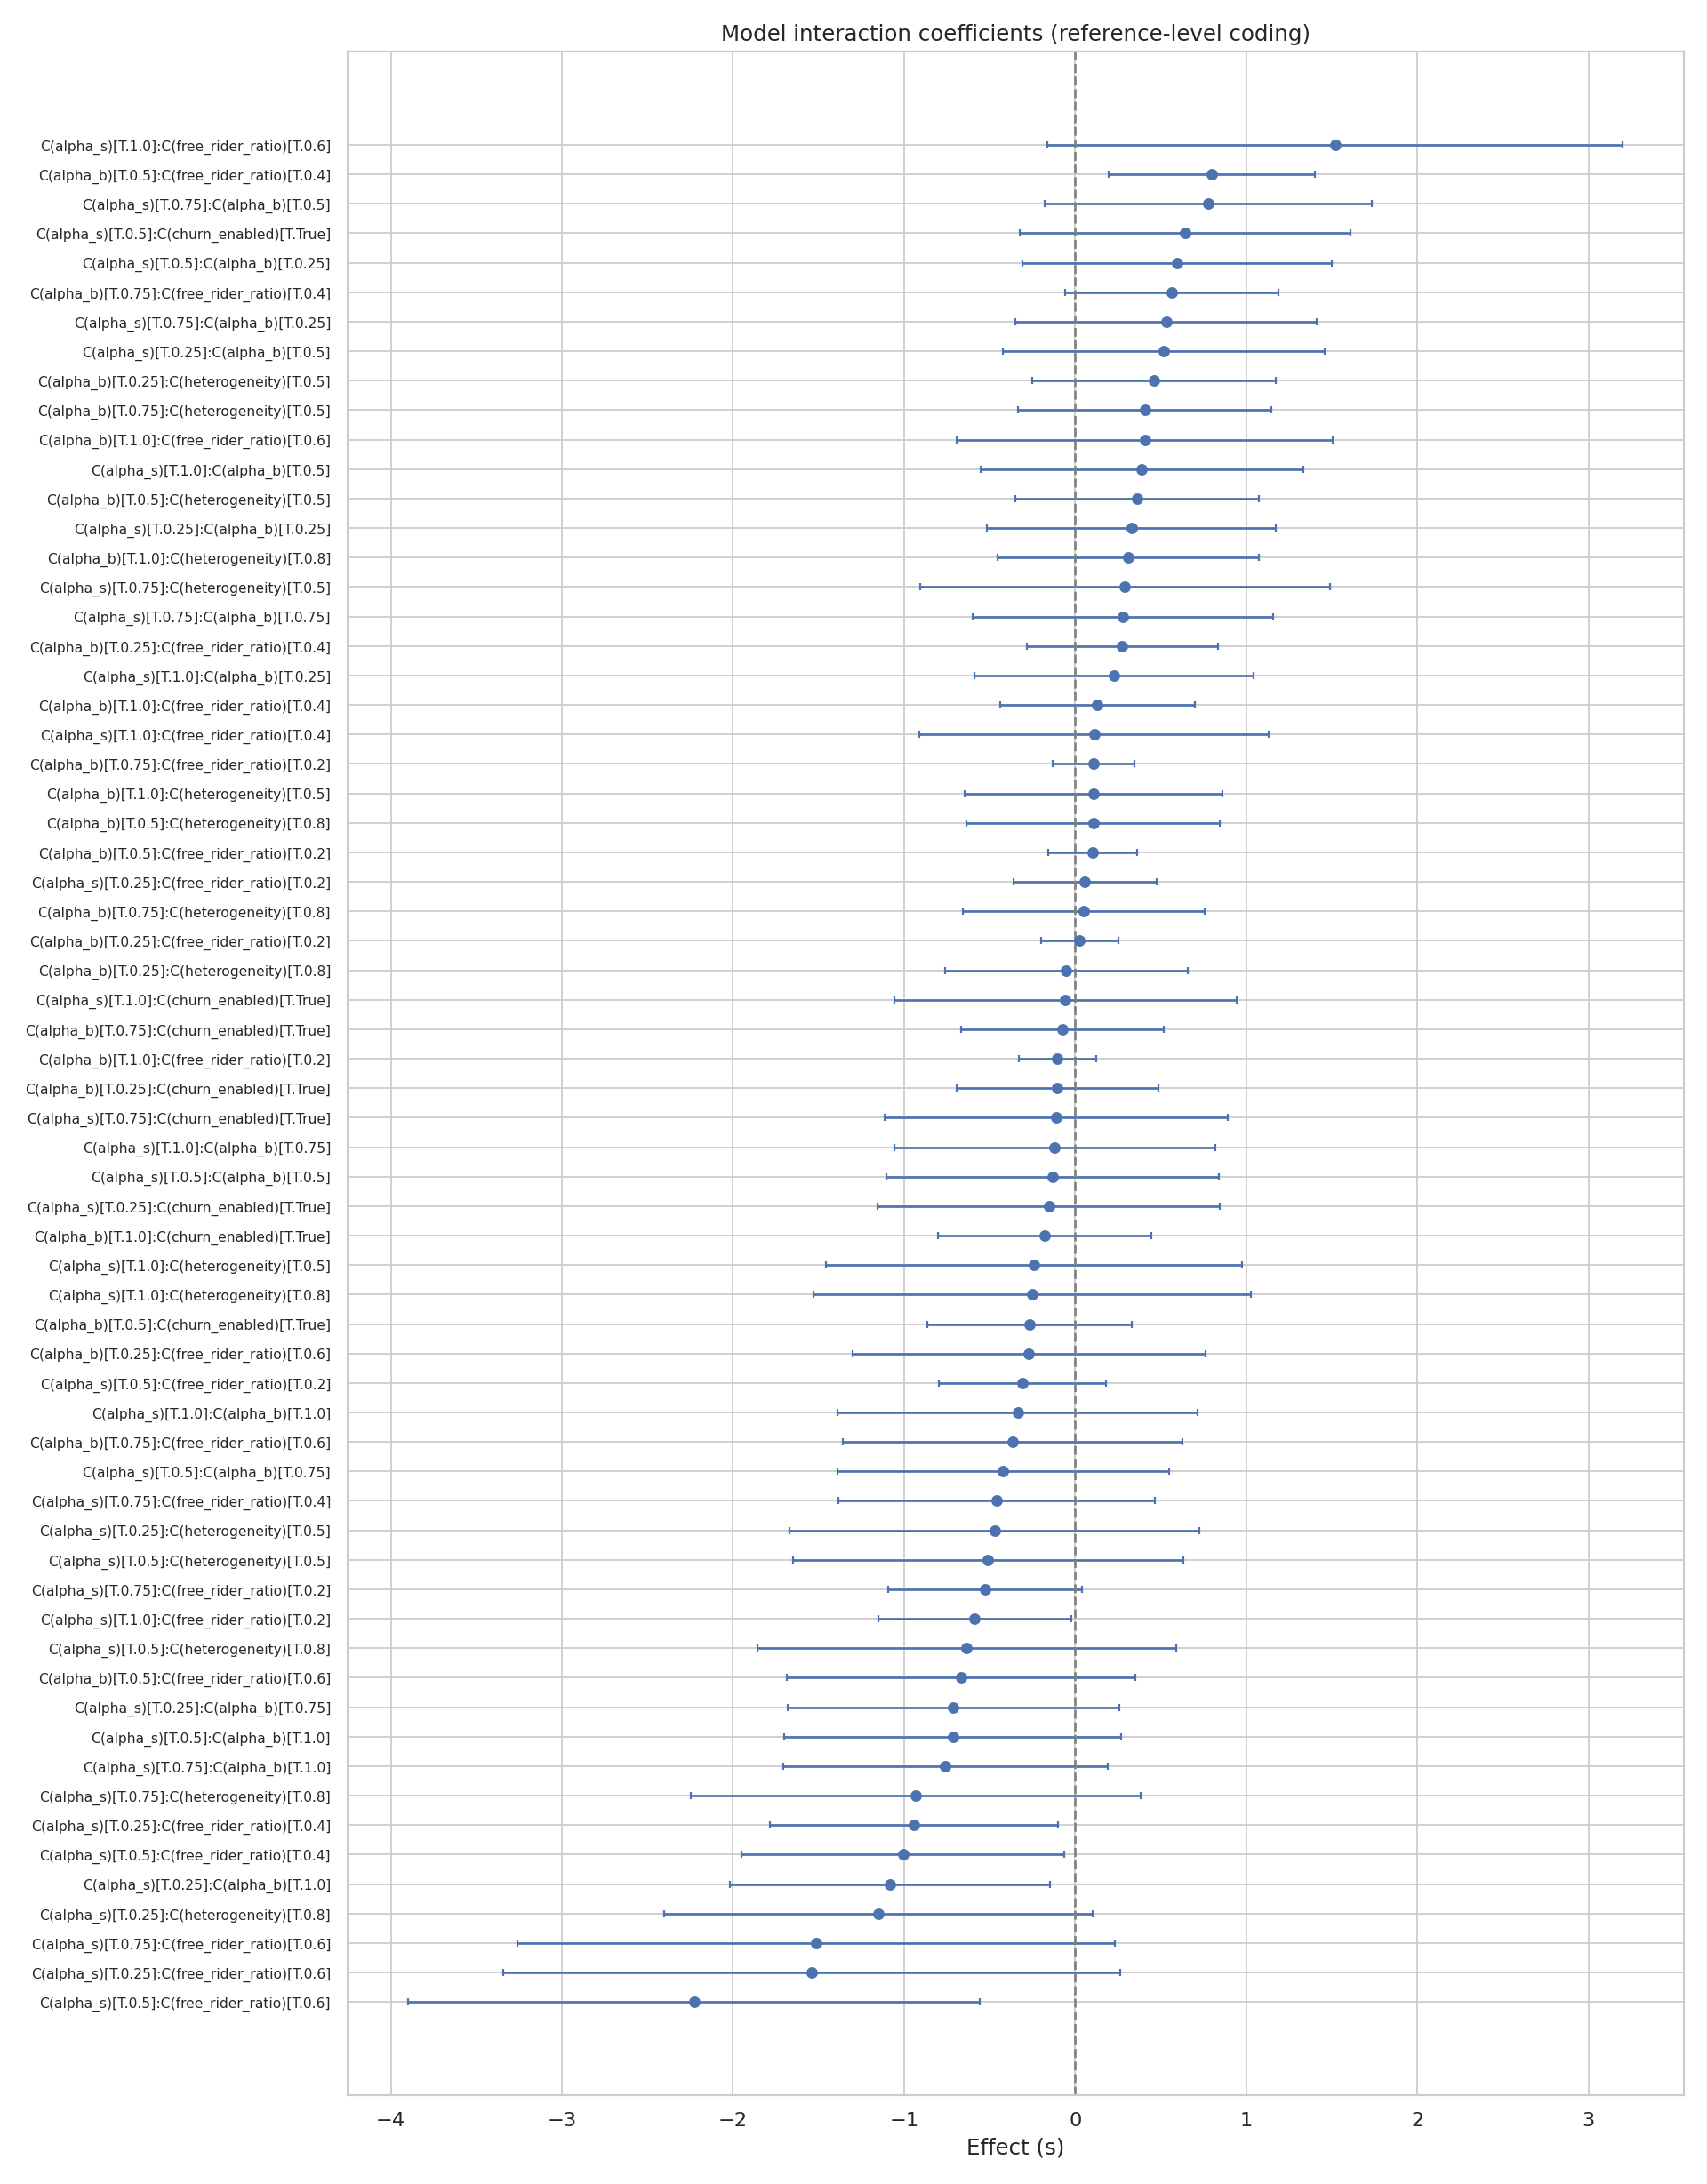 Model interaction coefficients (reference-level coding)
C(alpha_s)[T.1.0]:C(free_rider_ratio)[T.0.6]
C(alpha_b)[T.0.5]:C(free_rider_ratio)[T.0.4]
C(alpha_s)[T.0.75]:C(alpha_b)[T.0.5]
C(alpha_s)[T.0.5]:C(churn_enabled)[T.True]
C(alpha_s)[T.0.5]:C(alpha_b)[T.0.25]
C(alpha_b)[T.0.75]:C(free_rider_ratio)[T.0.4]
C(alpha_s)[T.0.75]:C(alpha_b)[T.0.25]
C(alpha_s)[T.0.25]:C(alpha_b)[T.0.5]
C(alpha_b)[T.0.25]:C(heterogeneity)[T.0.5]
C(alpha_b)[T.0.75]:C(heterogeneity)[T.0.5]
C(alpha_b)[T.1.0]:C(free_rider_ratio)[T.0.6]
C(alpha_s)[T.1.0]:C(alpha_b)[T.0.5]
C(alpha_b)[T.0.5]:C(heterogeneity)[T.0.5]
C(alpha_s)[T.0.25]:C(alpha_b)[T.0.25]
C(alpha_b)[T.1.0]:C(heterogeneity)[T.0.8]
C(alpha_s)[T.0.75]:C(heterogeneity)[T.0.5]
C(alpha_s)[T.0.75]:C(alpha_b)[T.0.75]
C(alpha_b)[T.0.25]:C(free_rider_ratio)[T.0.4]
C(alpha_s)[T.1.0]:C(alpha_b)[T.0.25]
C(alpha_b)[T.1.0]:C(free_rider_ratio)[T.0.4]
C(alpha_s)[T.1.0]:C(free_rider_ratio)[T.0.4]
C(alpha_b)[T.0.75]:C(free_rider_ratio)[T.0.2]
C(alpha_b)[T.1.0]:C(heterogeneity)[T.0.5]
C(alpha_b)[T.0.5]:C(heterogeneity)[T.0.8]
C(alpha_b)[T.0.5]:C(free_rider_ratio)[T.0.2]
C(alpha_s)[T.0.25]:C(free_rider_ratio)[T.0.2]
C(alpha_b)[T.0.75]:C(heterogeneity)[T.0.8]
C(alpha_b)[T.0.25]:C(free_rider_ratio)[T.0.2]
C(alpha_b)[T.0.25]:C(heterogeneity)[T.0.8]
C(alpha_s)[T.1.0]:C(churn_enabled)[T.True]
C(alpha_b)[T.0.75]:C(churn_enabled)[T.True]
C(alpha_b)[T.1.0]:C(free_rider_ratio)[T.0.2]
C(alpha_b)[T.0.25]:C(churn_enabled)[T.True]
C(alpha_s)[T.0.75]:C(churn_enabled)[T.True]
C(alpha_s)[T.1.0]:C(alpha_b)[T.0.75]
C(alpha_s)[T.0.5]:C(alpha_b)[T.0.5]
C(alpha_s)[T.0.25]:C(churn_enabled)[T.True]
C(alpha_b)[T.1.0]:C(churn_enabled)[T.True]
C(alpha_s)[T.1.0]:C(heterogeneity)[T.0.5]
C(alpha_s)[T.1.0]:C(heterogeneity)[T.0.8]
C(alpha_b)[T.0.5]:C(churn_enabled)[T.True]
C(alpha_b)[T.0.25]:C(free_rider_ratio)[T.0.6]
C(alpha_s)[T.0.5]:C(free_rider_ratio)[T.0.2]
C(alpha_s)[T.1.0]:C(alpha_b)[T.1.0]
C(alpha_b)[T.0.75]:C(free_rider_ratio)[T.0.6]
C(alpha_s)[T.0.5]:C(alpha_b)[T.0.75]
C(alpha_s)[T.0.75]:C(free_rider_ratio)[T.0.4]
C(alpha_s)[T.0.25]:C(heterogeneity)[T.0.5]
C(alpha_s)[T.0.5]:C(heterogeneity)[T.0.5]
C(alpha_s)[T.0.75]:C(free_rider_ratio)[T.0.2]
C(alpha_s)[T.1.0]:C(free_rider_ratio)[T.0.2]
C(alpha_s)[T.0.5]:C(heterogeneity)[T.0.8]
C(alpha_b)[T.0.5]:C(free_rider_ratio)[T.0.6]
C(alpha_s)[T.0.25]:C(alpha_b)[T.0.75]
C(alpha_s)[T.0.5]:C(alpha_b)[T.1.0]
C(alpha_s)[T.0.75]:C(alpha_b)[T.1.0]
C(alpha_s)[T.0.75]:C(heterogeneity)[T.0.8]
C(alpha_s)[T.0.25]:C(free_rider_ratio)[T.0.4]
C(alpha_s)[T.0.5]:C(free_rider_ratio)[T.0.4]
C(alpha_s)[T.0.25]:C(alpha_b)[T.1.0]
C(alpha_s)[T.0.25]:C(heterogeneity)[T.0.8]
C(alpha_s)[T.0.75]:C(free_rider_ratio)[T.0.6]
C(alpha_s)[T.0.25]:C(free_rider_ratio)[T.0.6]
C(alpha_s)[T.0.5]:C(free_rider_ratio)[T.0.6]
−4 −3 −2 −1 0 1 2 3
Effect (s)